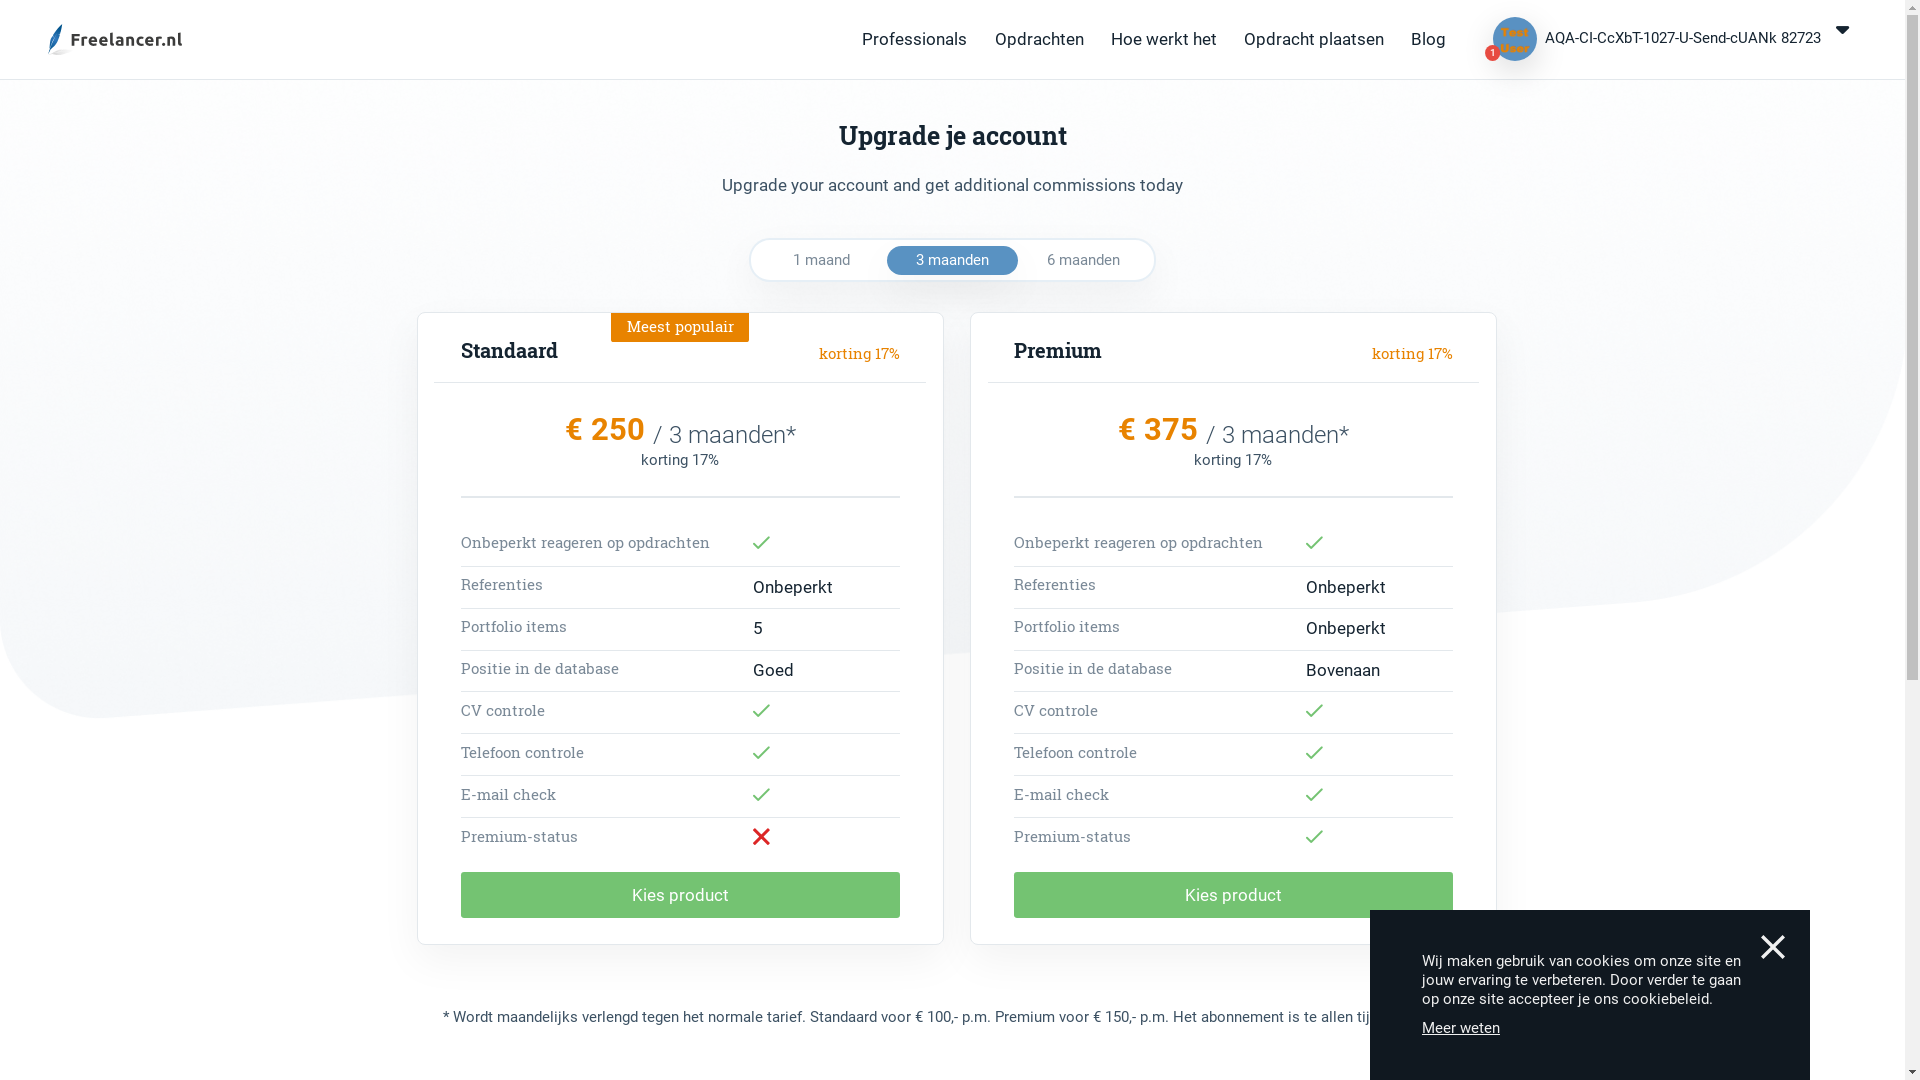 Freelancer.nl
Professionals
Opdrachten
Hoe werkt het
Opdracht plaatsen
Blog
Test
User
1
AQA-CI-CcXbT-1027-U-Send-cUANk 82723
Upgrade je account
Upgrade your account and get additional commissions today
1 maand
3 maanden
6 maanden
Meest populair
Standaard
korting 17%
€ 250 / 3 maanden*
korting 17%
Onbeperkt reageren op opdrachten
Referenties Onbeperkt
Portfolio items 5
Positie in de database Goed
CV controle
Telefoon controle
E-mail check
Premium-status
Kies product
Premium
korting 17%
€ 375 / 3 maanden*
korting 17%
Onbeperkt reageren op opdrachten
Referenties Onbeperkt
Portfolio items Onbeperkt
Positie in de database Bovenaan
CV controle
Telefoon controle
E-mail check
Premium-status
Kies product
* Wordt maandelijks verlengd tegen het normale tarief. Standaard voor € 100,- p.m. Premium voor € 150,- p.m. Het abonnement is te allen
Wij maken gebruik van cookies om onze site en
jouw ervaring te verbeteren. Door verder te gaan
op onze site accepteer je ons cookiebeleid.
Meer weten